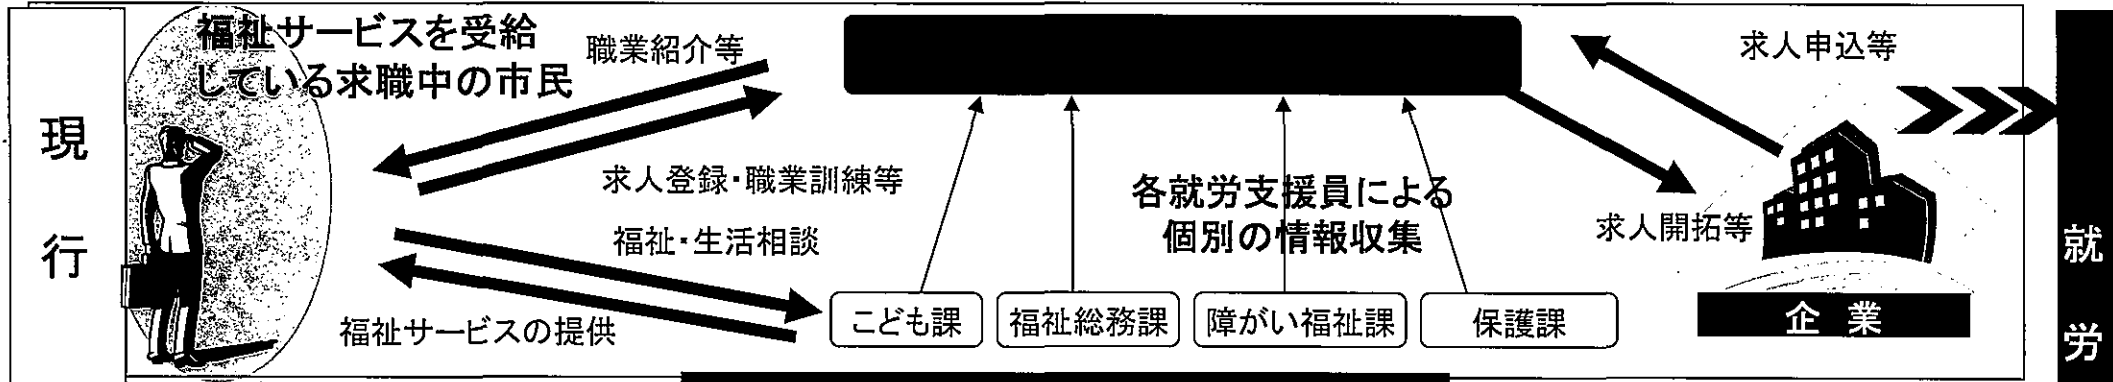 現行
福祉サービスを受給
している求職中の市民
職業紹介等
求人登録・職業訓練等
福祉・生活相談
福祉サービスの提供
各就労支援員による
個別の情報収集
こども課
福祉総務課
障がい福祉課
保護課
求人申込等
求人開拓等
企業
就労